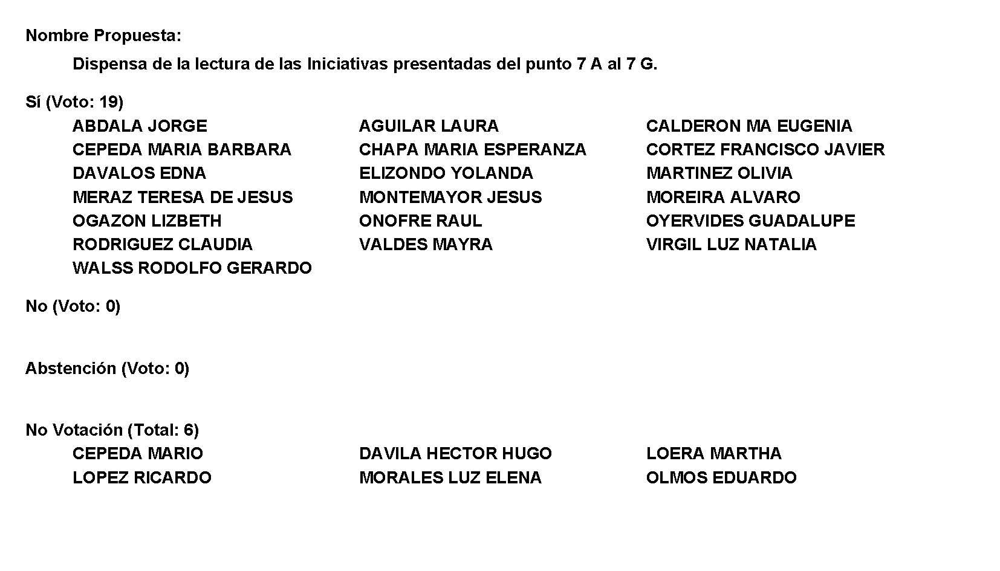 Nombre Propuesta:
Dispensa de la lectura de las Iniciativas presentadas del punto 7 A al 7 G.
Sí (Voto: 19)
ABDALA JORGE AGUILAR LAURA CALDERON MA EUGENIA
CEPEDA MARIA BARBARA CHAPA MARIA ESPERANZA CORTEZ FRANCISCO JAVIER
DAVALOS EDNA ELIZONDO YOLANDA MARTINEZ OLIVIA
MERAZ TERESA DE JESUS MONTEMAYOR JESUS MOREIRA ALVARO
OGAZON LIZBETH ONOFRE RAUL OYERVIDES GUADALUPE
RODRIGUEZ CLAUDIA VALDES MAYRA VIRGIL LUZ NATALIA
WALSS RODOLFO GERARDO
No (Voto: 0)
Abstención (Voto: 0)
No Votación (Total: 6)
CEPEDA MARIO DAVILA HECTOR HUGO LOERA MARTHA
LOPEZ RICARDO MORALES LUZ ELENA OLMOS EDUARDO